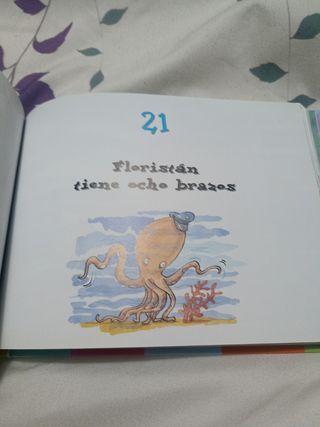 21
Floristán
tiene ocho brazos